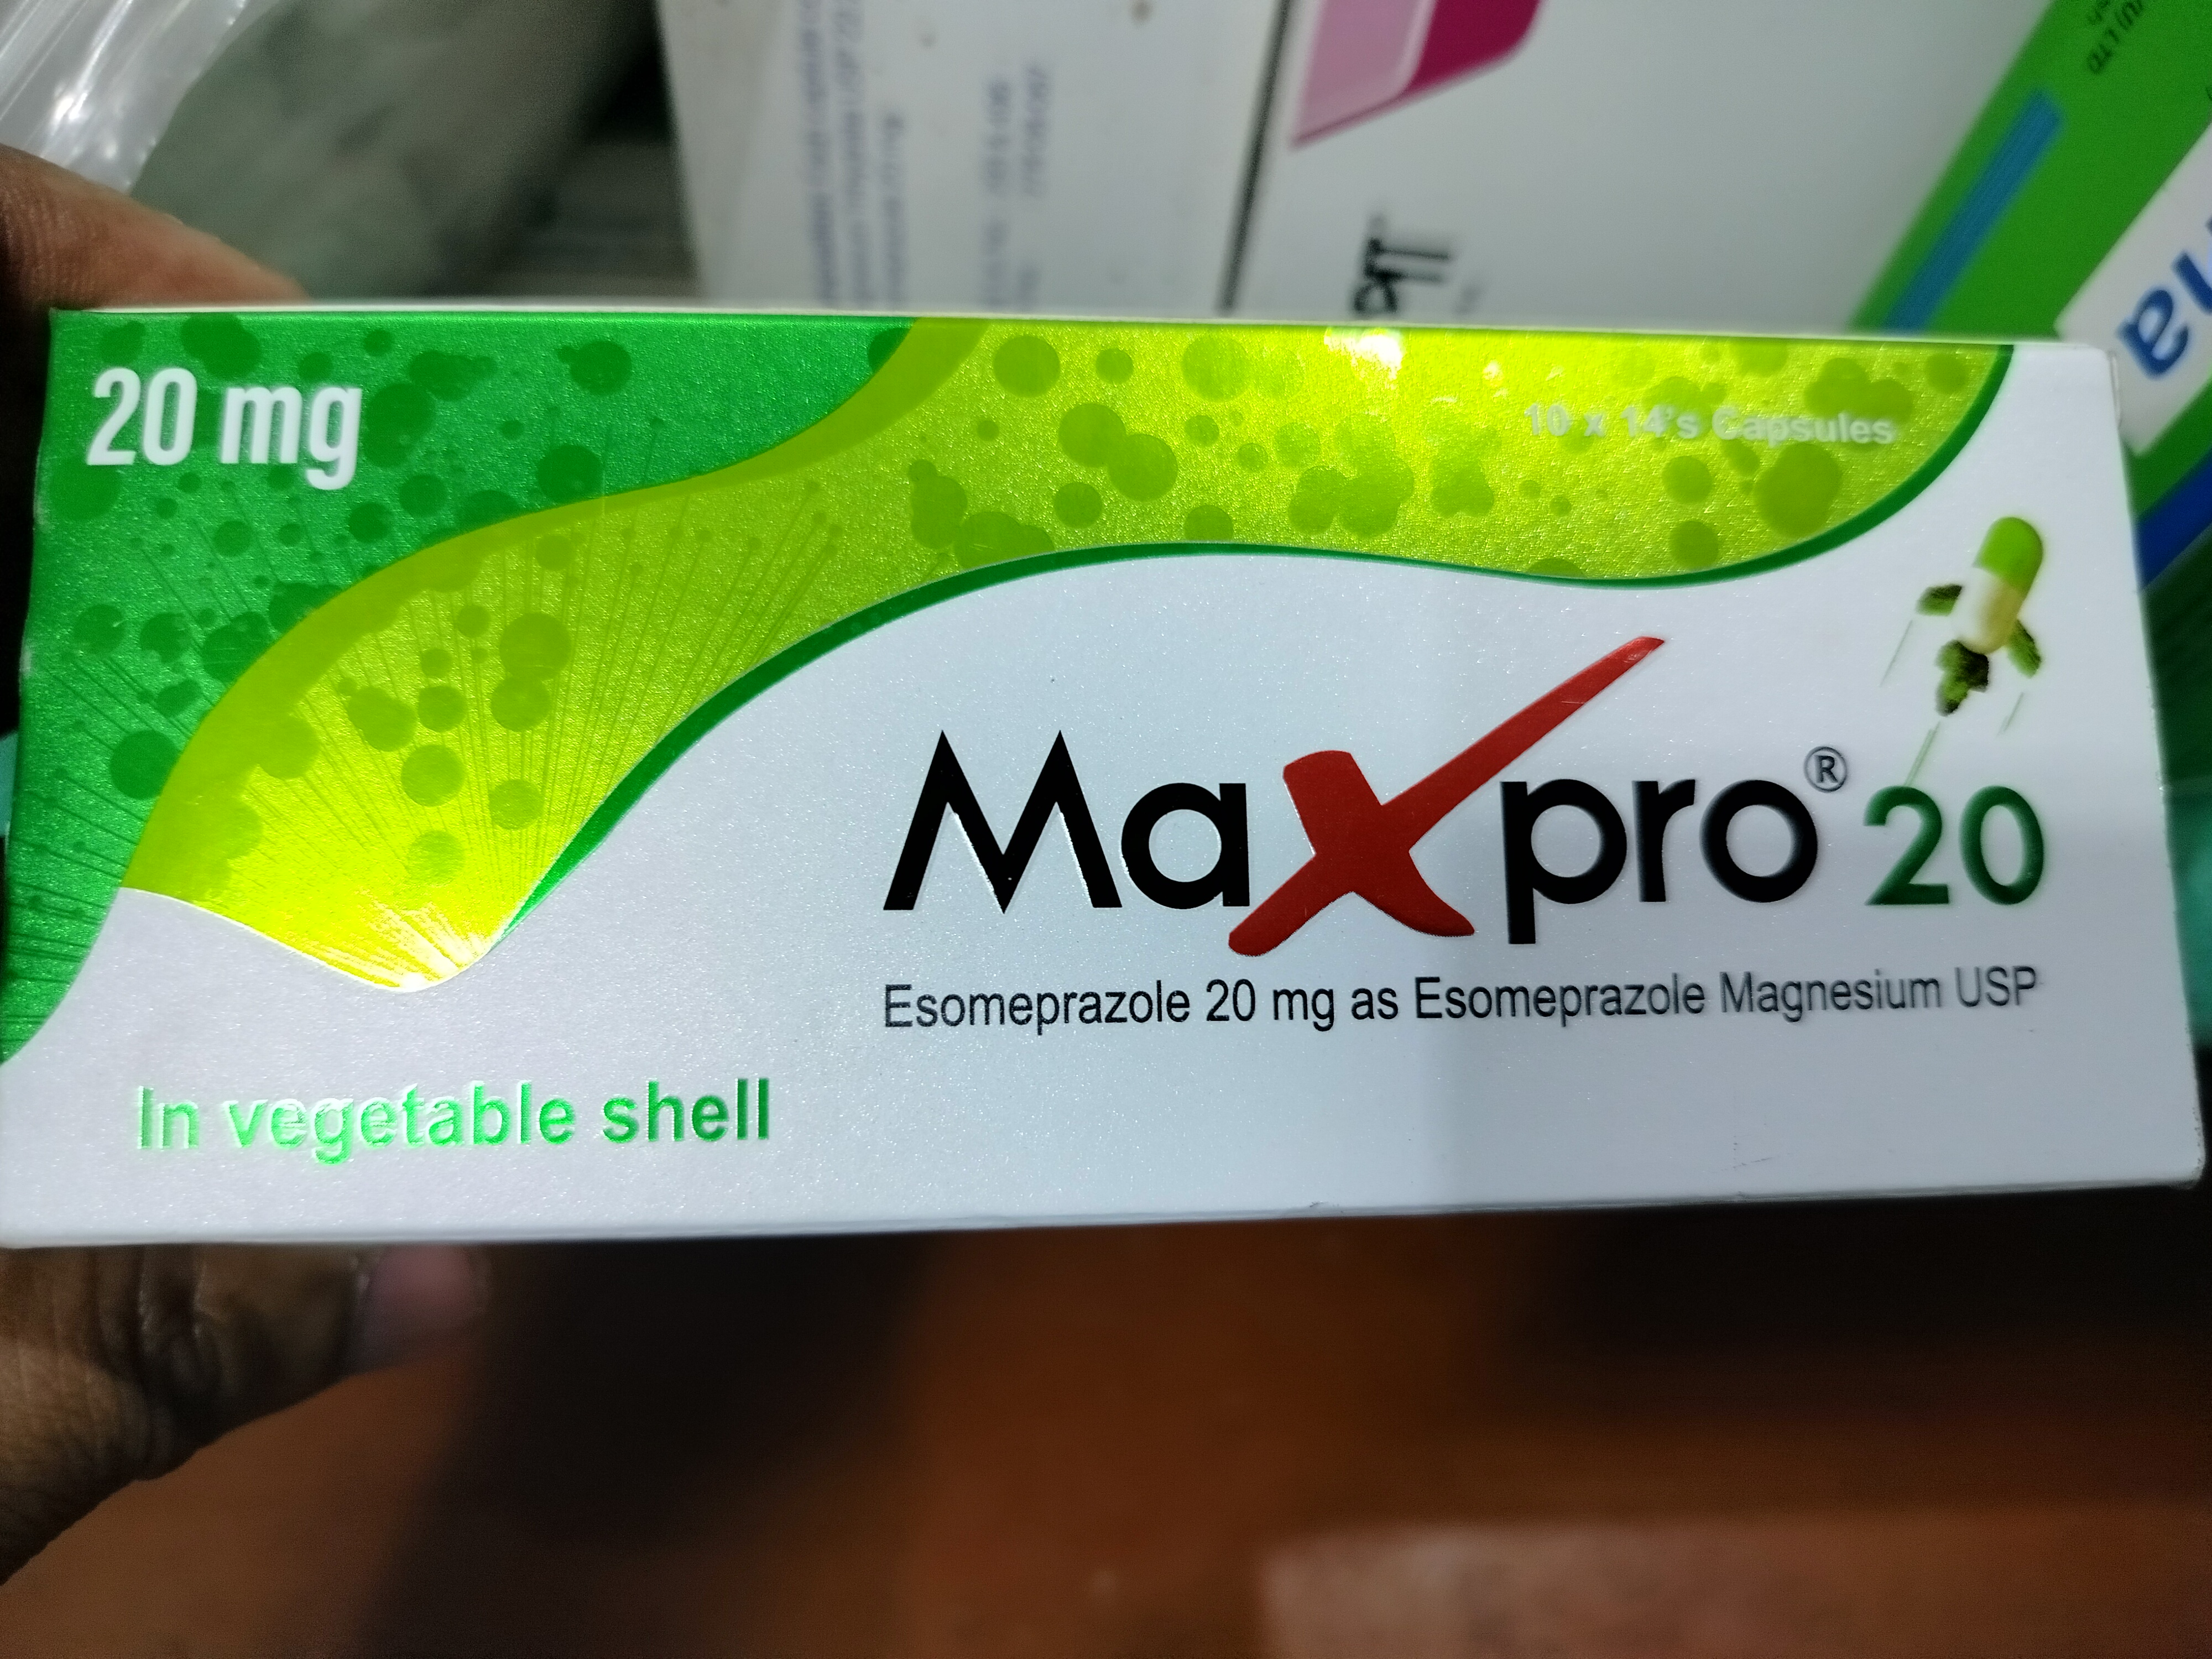 20 mg
10 x 14's Capsules
Maxpro® 20
Esomeprazole 20 mg as Esomeprazole Magnesium USP
In vegetable shell